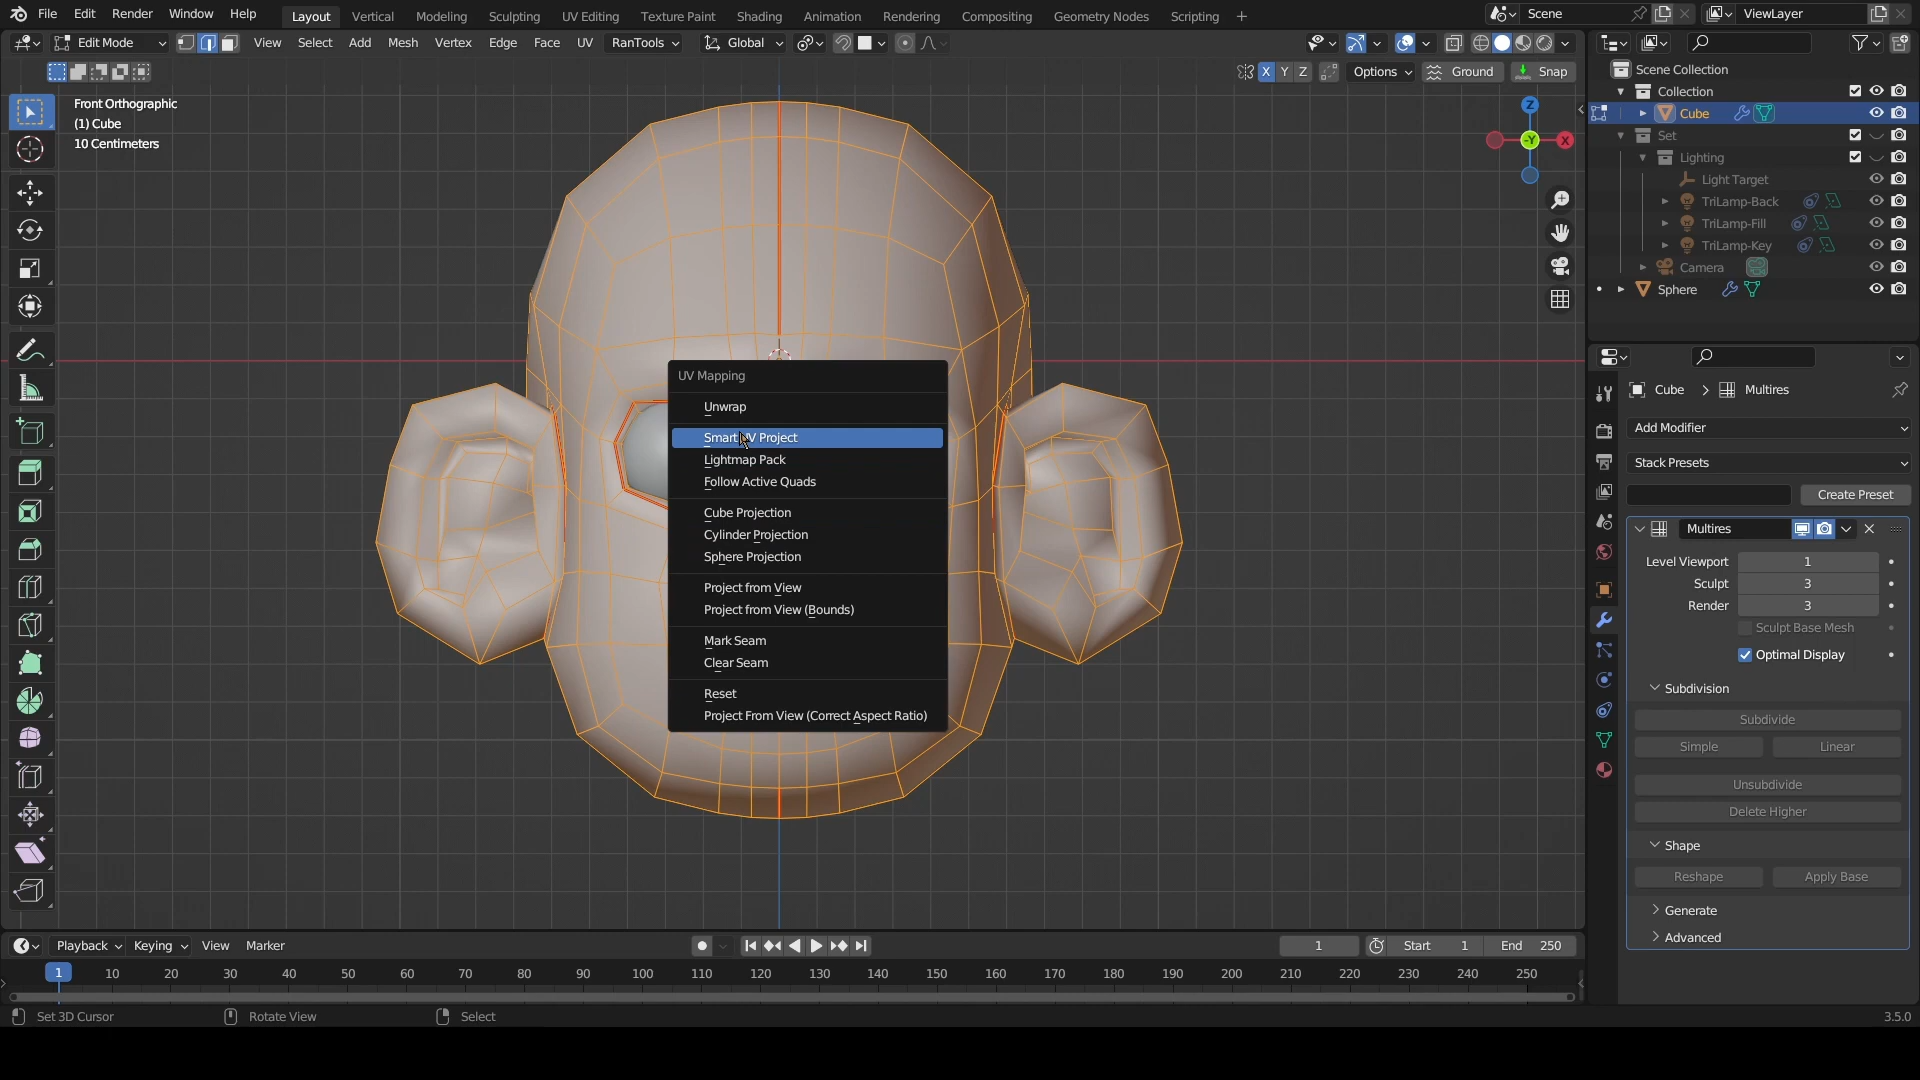 File Edit Render Window Help Layout Vertical Modeling Sculpting UV Editing Texture Paint Shading Animation Rendering Compositing Geometry Nodes Scripting + Scene ViewLayer
Edit Mode View Select Add Mesh Vertex Edge Face UV RanTools Global
X Y Z Options Ground Snap
Front Orthographic
(1) Cube
10 Centimeters
Z
Y
X
Scene Collection
Collection
Cube
Set
Lighting
Light Target
TriLamp-Back
TriLamp-Fill
TriLamp-Key
Camera
Sphere
UV Mapping
Unwrap
Smart UV Project
Lightmap Pack
Follow Active Quads
Cube Projection
Cylinder Projection
Sphere Projection
Project from View
Project from View (Bounds)
Mark Seam
Clear Seam
Reset
Project From View (Correct Aspect Ratio)
Cube > Multires
Add Modifier
Stack Presets
Create Preset
Multires
Level Viewport 1
Sculpt 3
Render 3
Sculpt Base Mesh
Optimal Display
Subdivision
Subdivide
Simple Linear
Unsubdivide
Delete Higher
Shape
Reshape Apply Base
Generate
Advanced
Playback Keying View Marker 1 Start 1 End 250
1 10 20 30 40 50 60 70 80 90 100 110 120 130 140 150 160 170 180 190 200 210 220 230 240 250
Set 3D Cursor Rotate View Select 3.5.0